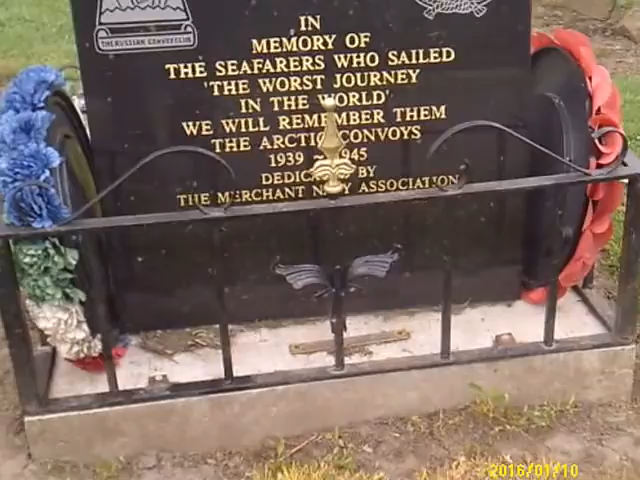 THE RUSSIAN CONVOY CLUB
IN
MEMORY OF
THE SEAFARERS WHO SAILED
'THE WORST JOURNEY
IN THE WORLD'
WE WILL REMEMBER THEM
THE ARCTIC CONVOYS
1939 ~ 1945
DEDICATED BY
THE MERCHANT NAVY ASSOCIATION
2016/01/10